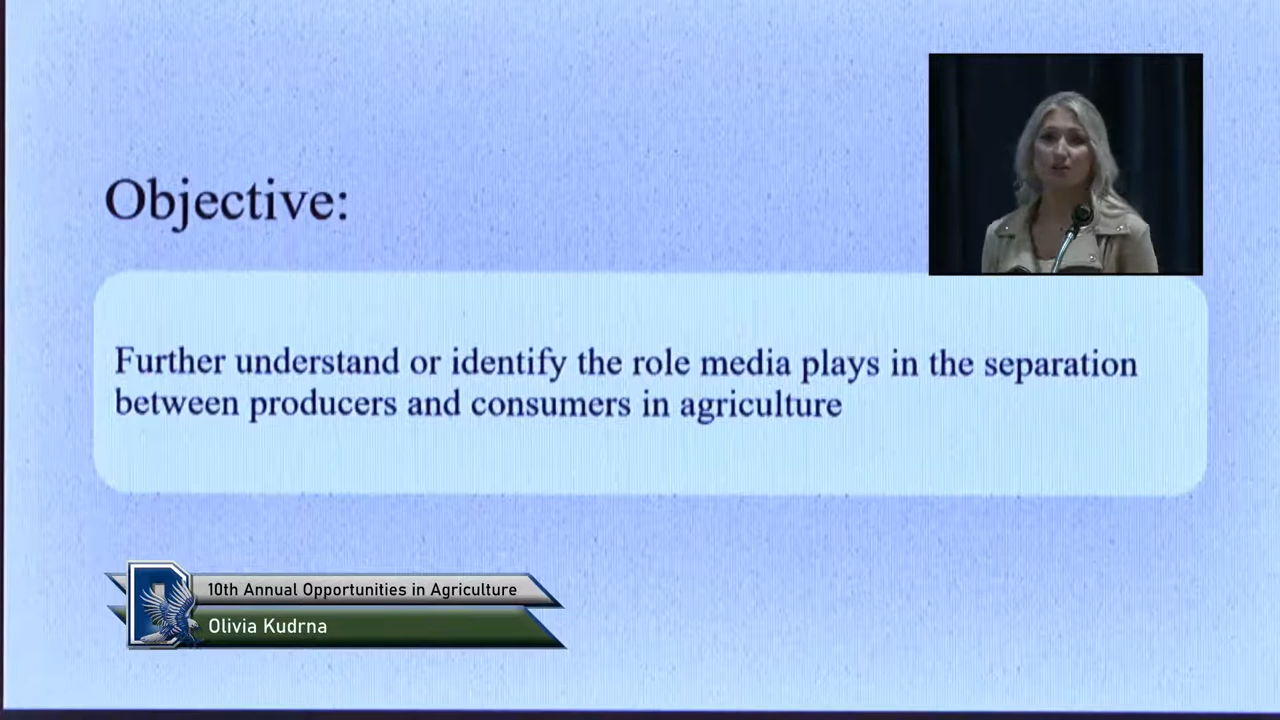 Objective:
Further understand or identify the role media plays in the separation
between producers and consumers in agriculture
10th Annual Opportunities in Agriculture
Olivia Kudrna